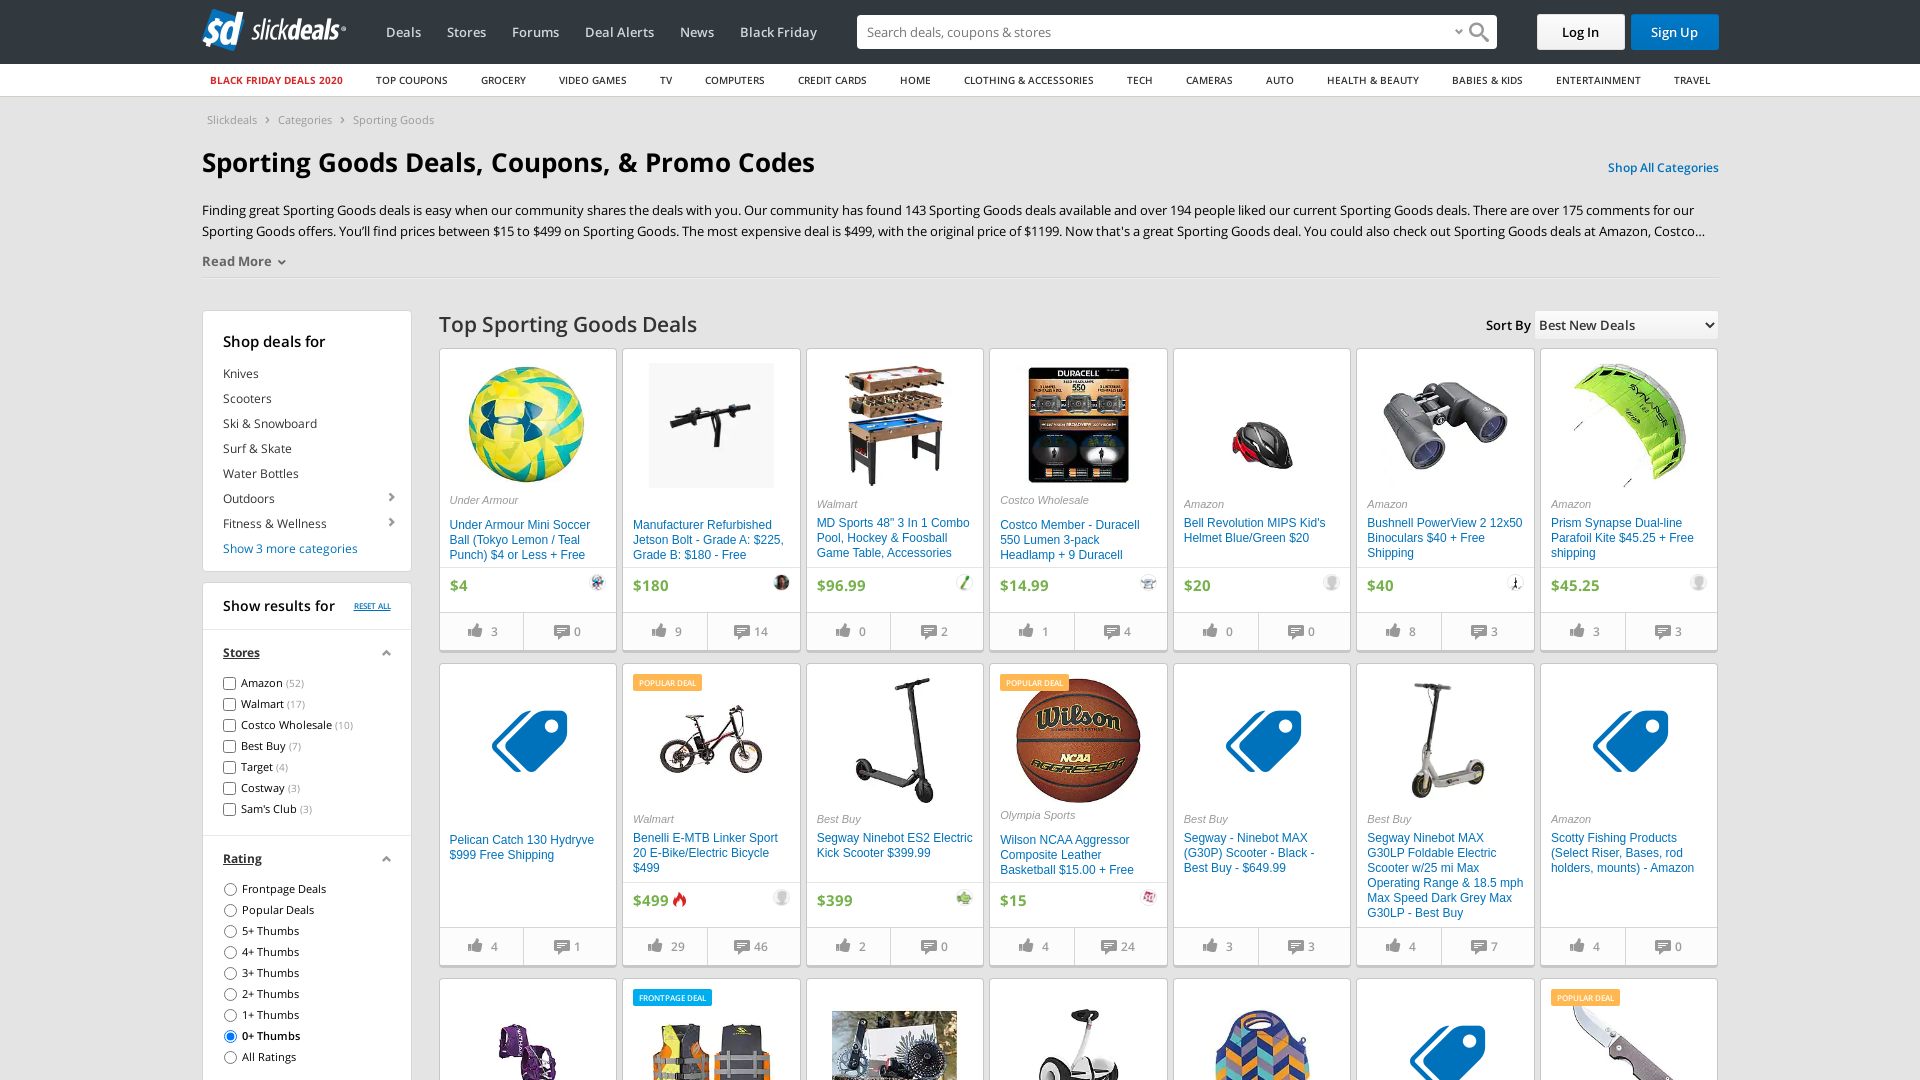 sd slickdeals
Deals
Stores
Forums
Deal Alerts
News
Black Friday
Search deals, coupons & stores
Log In
Sign Up
BLACK FRIDAY DEALS 2020
TOP COUPONS
GROCERY
VIDEO GAMES
TV
COMPUTERS
CREDIT CARDS
HOME
CLOTHING & ACCESSORIES
TECH
CAMERAS
AUTO
HEALTH & BEAUTY
BABIES & KIDS
ENTERTAINMENT
TRAVEL
Slickdeals
Categories
Sporting Goods
Sporting Goods Deals, Coupons, & Promo Codes
Shop All Categories
Finding great Sporting Goods deals is easy when our community shares the deals with you. Our community has found 143 Sporting Goods deals available and over 194 people liked our current Sporting Goods deals. There are over 175 comments for our
Sporting Goods offers. You’ll find prices between $15 to $499 on Sporting Goods. The most expensive deal is $499, with the original price of $1199. Now that's a great Sporting Goods deal. You could also check out Sporting Goods deals at Amazon, Costco...
Read More
Shop deals for
Knives
Scooters
Ski & Snowboard
Surf & Skate
Water Bottles
Outdoors
Fitness & Wellness
Show 3 more categories
Show results for
RESET ALL
Stores
Amazon (52)
Walmart (17)
Costco Wholesale (10)
Best Buy (7)
Target (4)
Costway (3)
Sam's Club (3)
Rating
Frontpage Deals
Popular Deals
5+ Thumbs
4+ Thumbs
3+ Thumbs
2+ Thumbs
1+ Thumbs
0+ Thumbs
All Ratings
Top Sporting Goods Deals
Sort By
Best New Deals
Under Armour
Under Armour Mini Soccer
Ball (Tokyo Lemon / Teal
Punch) $4 or Less + Free
$4
3
0
Manufacturer Refurbished
Jetson Bolt - Grade A: $225,
Grade B: $180 - Free
$180
9
14
Walmart
MD Sports 48" 3 In 1 Combo
Pool, Hockey & Foosball
Game Table, Accessories
$96.99
0
2
DURACELL
550
Costco Wholesale
Costco Member - Duracell
550 Lumen 3-pack
Headlamp + 9 Duracell
$14.99
1
4
Amazon
Bell Revolution MIPS Kid's
Helmet Blue/Green $20
$20
0
0
Amazon
Bushnell PowerView 2 12x50
Binoculars $40 + Free
Shipping
$40
8
3
SYNAPSE
Amazon
Prism Synapse Dual-line
Parafoil Kite $45.25 + Free
shipping
$45.25
3
3
Pelican Catch 130 Hydryve
$999 Free Shipping
4
1
POPULAR DEAL
Walmart
Benelli E-MTB Linker Sport
20 E-Bike/Electric Bicycle
$499
$499
29
46
Best Buy
Segway Ninebot ES2 Electric
Kick Scooter $399.99
$399
2
0
POPULAR DEAL
Wilson
NCAA
AGGRESSOR
Olympia Sports
Wilson NCAA Aggressor
Composite Leather
Basketball $15.00 + Free
$15
4
24
Best Buy
Segway - Ninebot MAX
(G30P) Scooter - Black -
Best Buy - $649.99
3
3
Best Buy
Segway Ninebot MAX
G30LP Foldable Electric
Scooter w/25 mi Max
Operating Range & 18.5 mph
Max Speed Dark Grey Max
G30LP - Best Buy
4
7
Amazon
Scotty Fishing Products
(Select Riser, Bases, rod
holders, mounts) - Amazon
4
0
FRONTPAGE DEAL
POPULAR DEAL